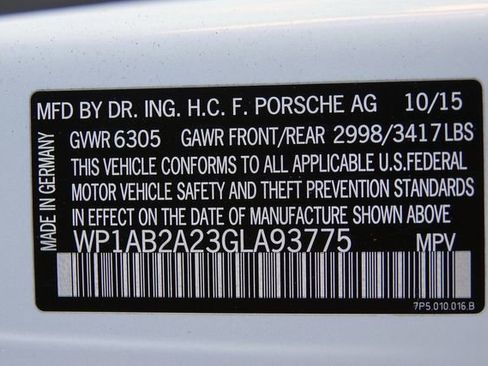 MFD BY DR. ING. H.C. F. PORSCHE AG 10/15
GVWR 6305 GAWR FRONT/REAR 2998/3417LBS
THIS VEHICLE CONFORMS TO ALL APPLICABLE U.S.FEDERAL
MOTOR VEHICLE SAFETY AND THEFT PREVENTION STANDARDS
IN EFFECT ON THE DATE OF MANUFACTURE SHOWN ABOVE
WP1AB2A23GLA93775 MPV
7P5.010.016.B
MADE IN GERMANY